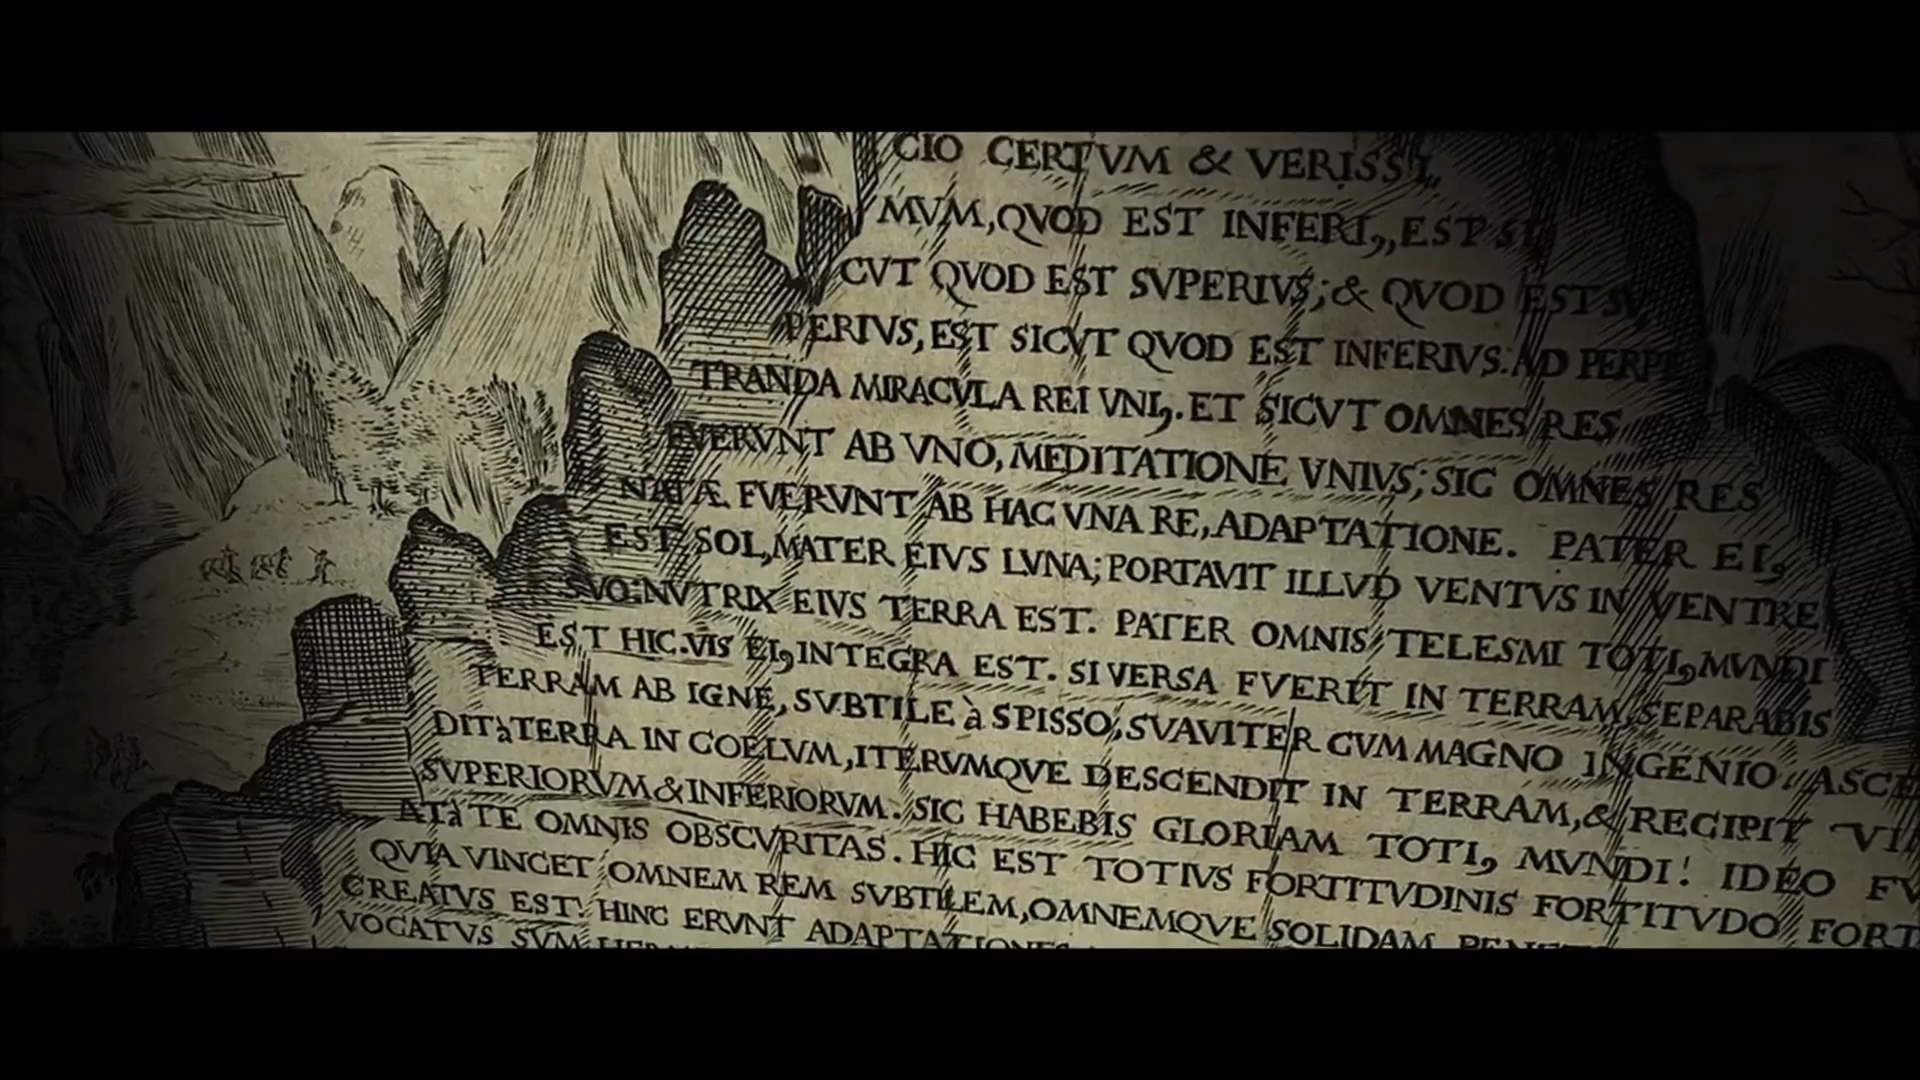 CIO CERTVM & VERISSI,
MVM, QVOD EST INFERI,, EST SI
CVT QVOD EST SVPERIVS; & QVOD EST SV
PERIVS, EST SICVT QVOD EST INFERIVS: AD PERPE
TRANDA MIRACVLA REI VNI,. ET SICVT OMNES RES
FVERVNT AB VNO, MEDITATIONE VNIVS; SIC OMNES RES
NATÆ FVERVNT AB HAC VNA RE, ADAPTATIONE. PATER EI,
EST SOL, MATER EIVS LVNA; PORTAVIT ILLVD VENTVS IN VENTRE
SVO: NVTRIX EIVS TERRA EST. PATER OMNIS TELESMI TOTI, MVNDI
EST HIC. VIS EI, INTEGRA EST. SI VERSA FVERIT IN TERRAM, SEPARABIS
TERRAM AB IGNE, SVBTILE à SPISSO, SVAVITER CVM MAGNO INGENIO. ASCE
DIT à TERRA IN COELVM, ITERVMQVE DESCENDIT IN TERRAM, & RECIPIT VI
SVPERIORVM & INFERIORVM. SIC HABEBIS GLORIAM TOTI, MVNDI! IDEO FV
AT à TE OMNIS OBSCVRITAS. HIC EST TOTIVS FORTITVDINIS FORTITVDO FORT
QVIA VINCET OMNEM REM SVBTILEM, OMNEMQVE SOLIDAM
CREATVS EST. HINC ERVNT ADAPTATIONES
VOCATVS SVM